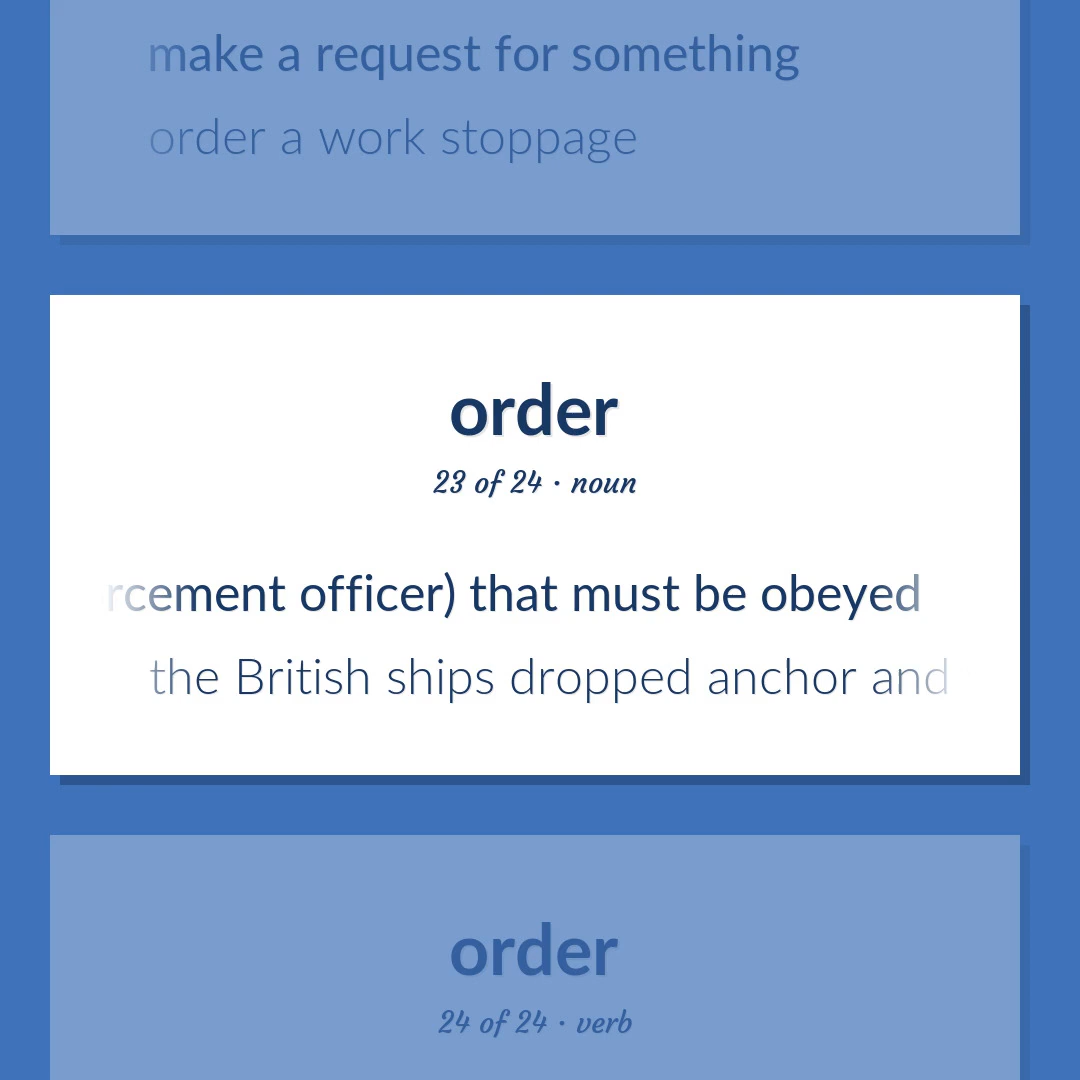 make a request for something
order a work stoppage
order
23 of 24 · noun
rcement officer) that must be obeyed
the British ships dropped anchor and
order
24 of 24 · verb